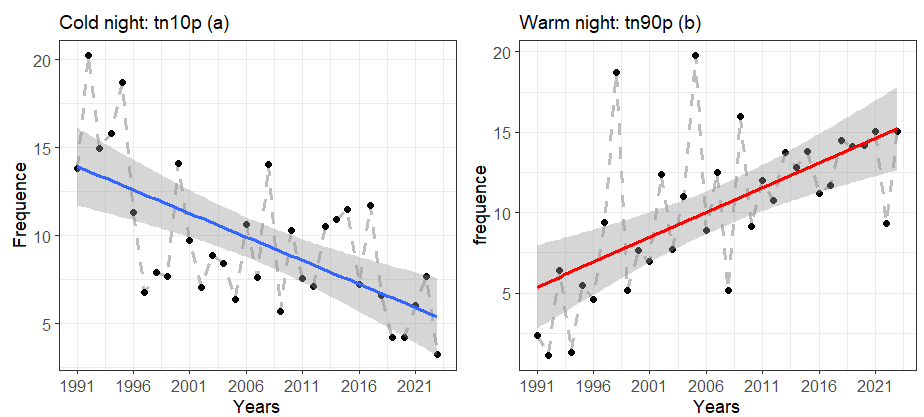 Cold night: tn10p (a)
Frequence
20
15
10
5
1991 1996 2001 2006 2011 2016 2021
Years
Warm night: tn90p (b)
frequence
20
15
10
5
1991 1996 2001 2006 2011 2016 2021
Years